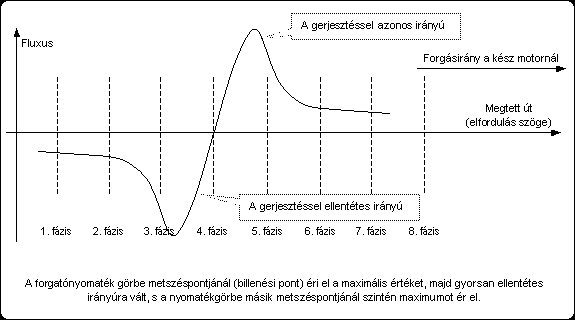 A gerjesztéssel azonos irányú
Fluxus
Forgásirány a kész motornál
Megtett út
(elfordulás szöge)
A gerjesztéssel ellentétes irányú
1. fázis 2. fázis 3. fázis 4. fázis 5. fázis 6. fázis 7. fázis 8. fázis
A forgatónyomaték görbe metszéspontjánál (billenési pont) éri el a maximális értéket, majd gyorsan ellentétes
irányúra vált, s a nyomatékgörbe másik metszéspontjánál szintén maximumot ér el.